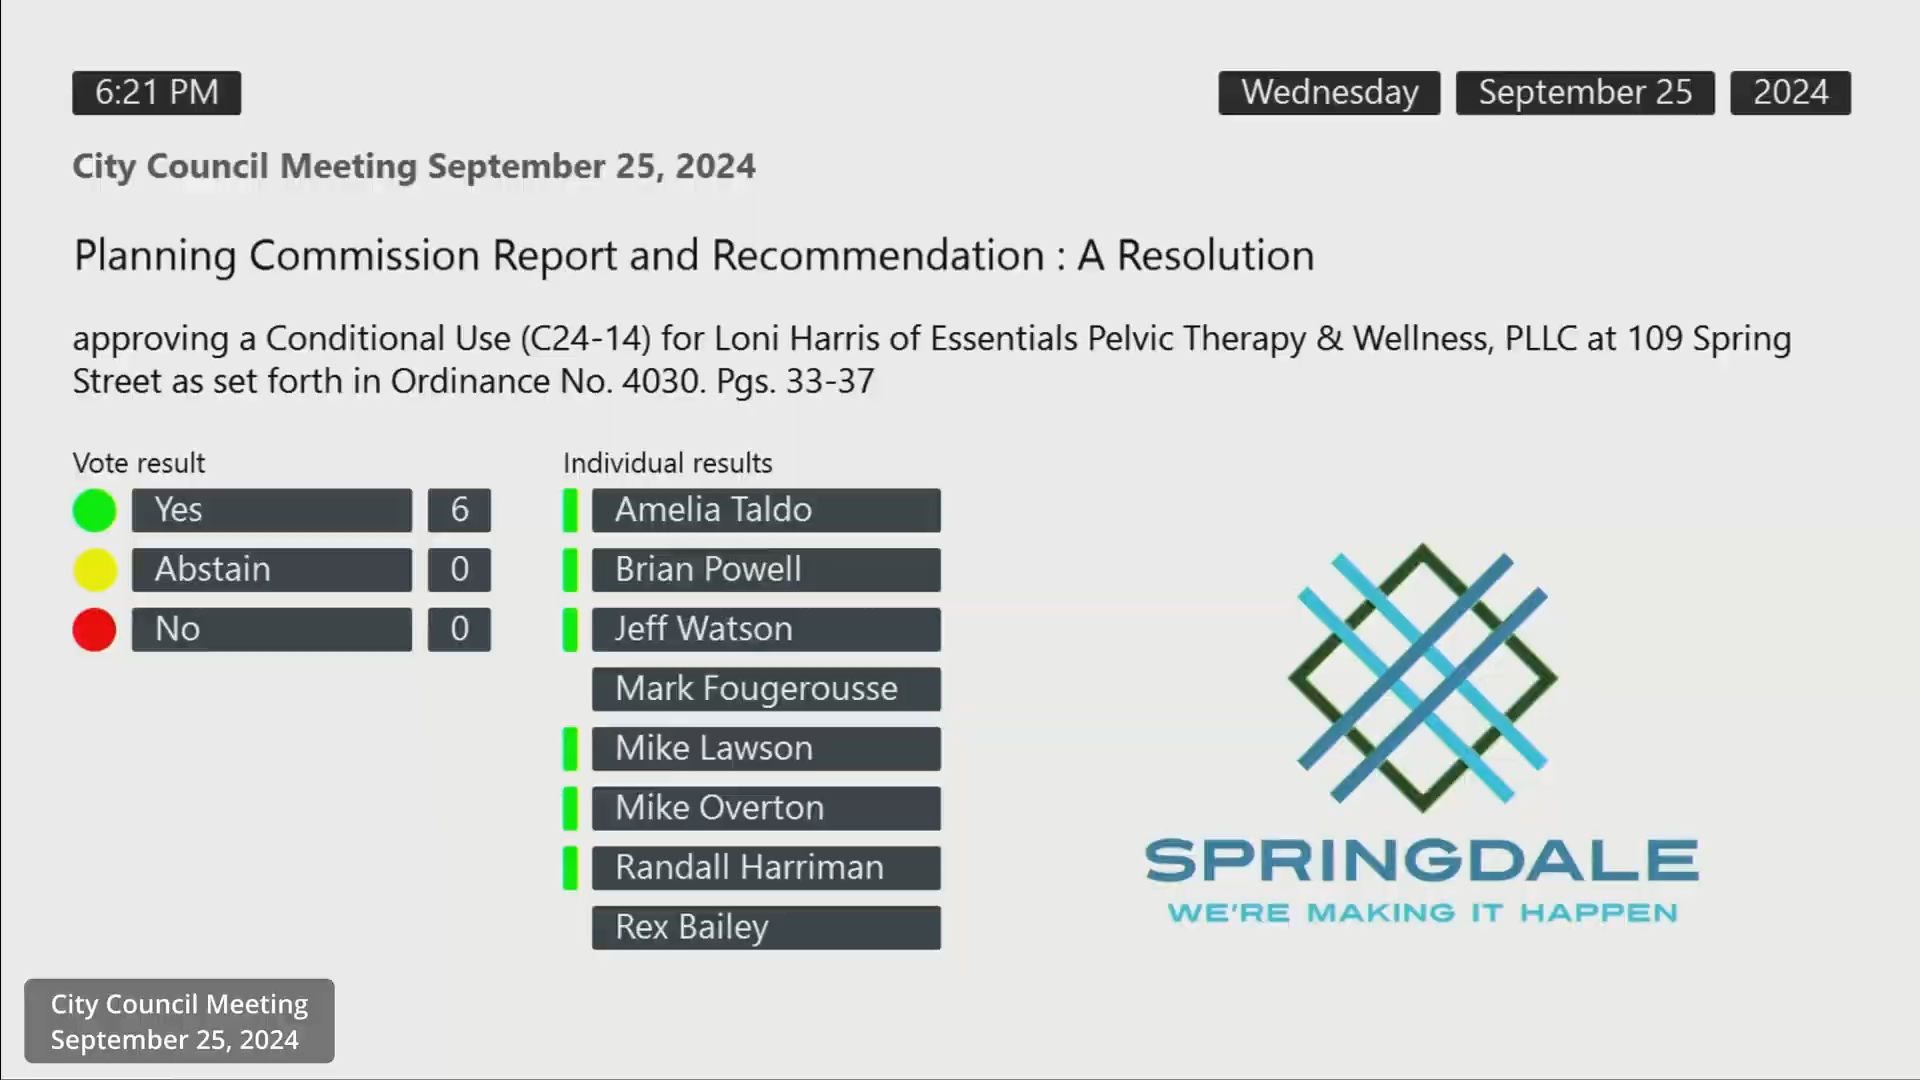 6:21 PM
Wednesday September 25 2024
City Council Meeting September 25, 2024
Planning Commission Report and Recommendation : A Resolution
approving a Conditional Use (C24-14) for Loni Harris of Essentials Pelvic Therapy & Wellness, PLLC at 109 Spring
Street as set forth in Ordinance No. 4030. Pgs. 33-37
Vote result
Yes 6
Abstain 0
No 0
Individual results
Amelia Taldo
Brian Powell
Jeff Watson
Mark Fougerousse
Mike Lawson
Mike Overton
Randall Harriman
Rex Bailey
SPRINGDALE
WE'RE MAKING IT HAPPEN
City Council Meeting
September 25, 2024